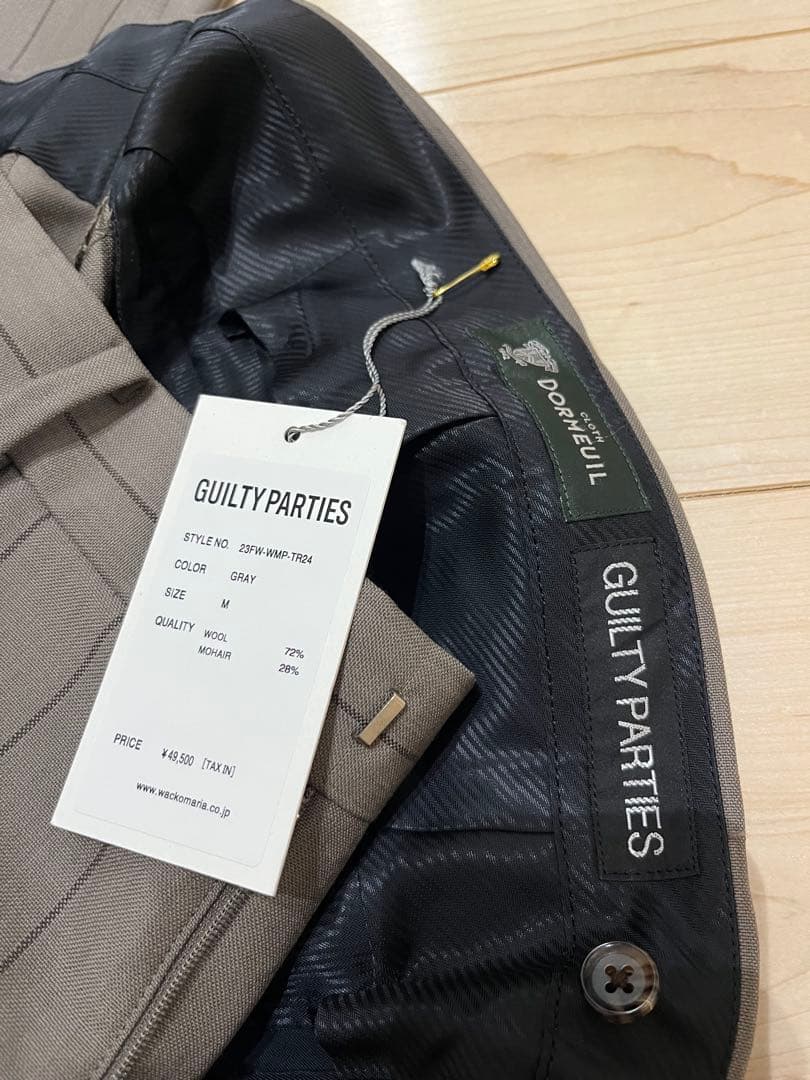 GUILTY PARTIES
STYLE NO. 23FW-WMP-TR24
COLOR GRAY
SIZE M
QUALITY WOOL 72%
MOHAIR 28%
PRICE ¥49,500 [TAX IN]
www.wackomaria.co.jp
CLOTH
DORMEUIL
GUILTY PARTIES